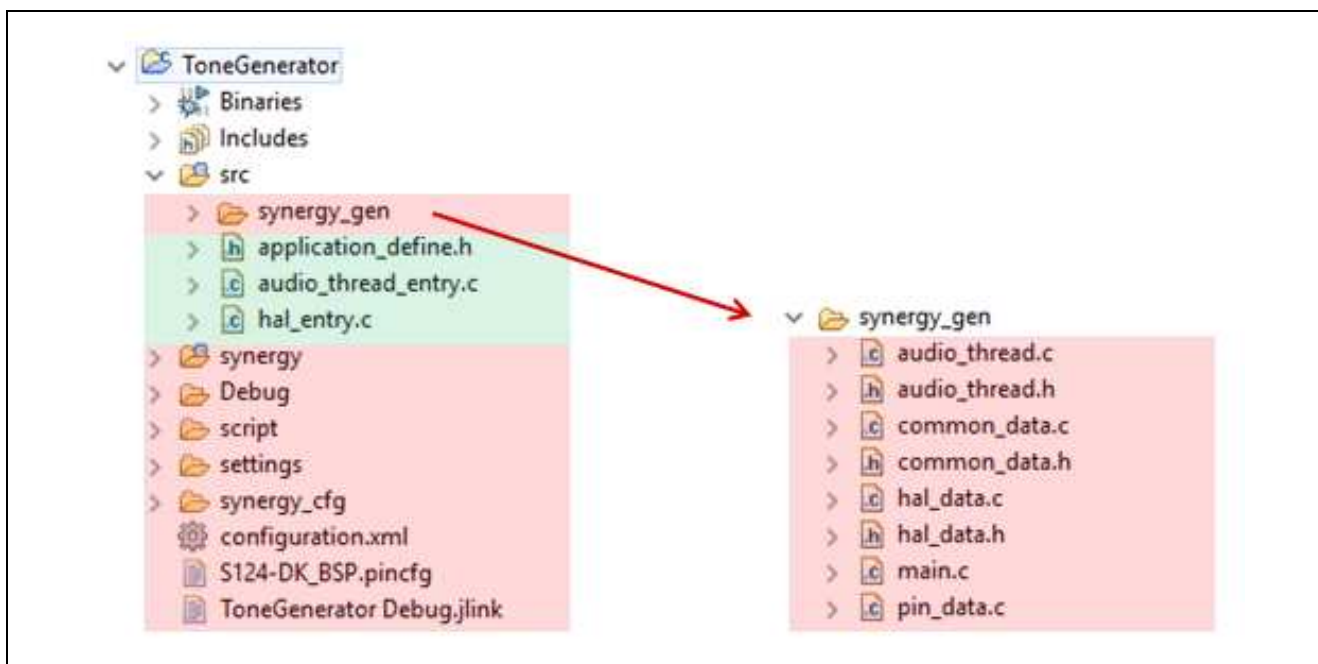 ToneGenerator
Binaries
Includes
src
synergy_gen
application_define.h
audio_thread_entry.c
hal_entry.c
synergy
Debug
script
settings
synergy_cfg
configuration.xml
S124-DK_BSP.pincfg
ToneGenerator Debug.jlink
synergy_gen
audio_thread.c
audio_thread.h
common_data.c
common_data.h
hal_data.c
hal_data.h
main.c
pin_data.c